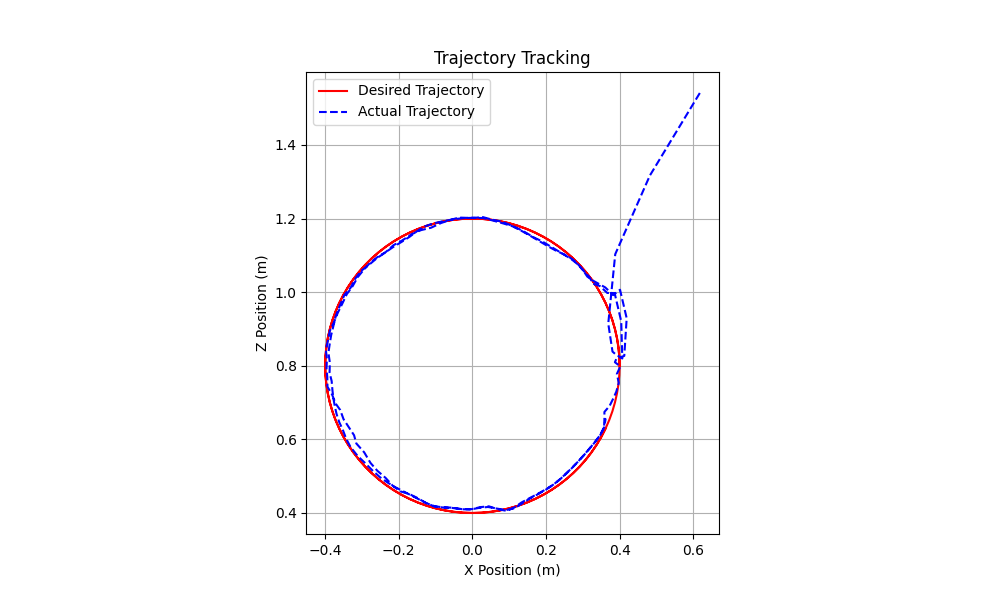 Trajectory Tracking
Desired Trajectory
Actual Trajectory
1.4
1.2
1.0
0.8
0.6
0.4
Z Position (m)
−0.4 −0.2 0.0 0.2 0.4 0.6
X Position (m)